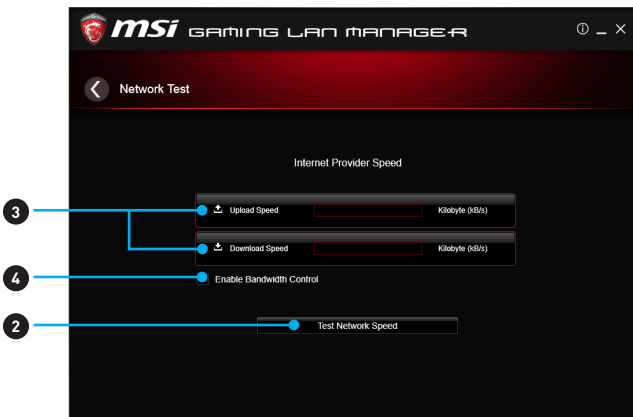 msi GAMING LAN MANAGER
Network Test
Internet Provider Speed
3
Upload Speed Kilobyte (kB/s)
Download Speed Kilobyte (kB/s)
4
Enable Bandwidth Control
2
Test Network Speed